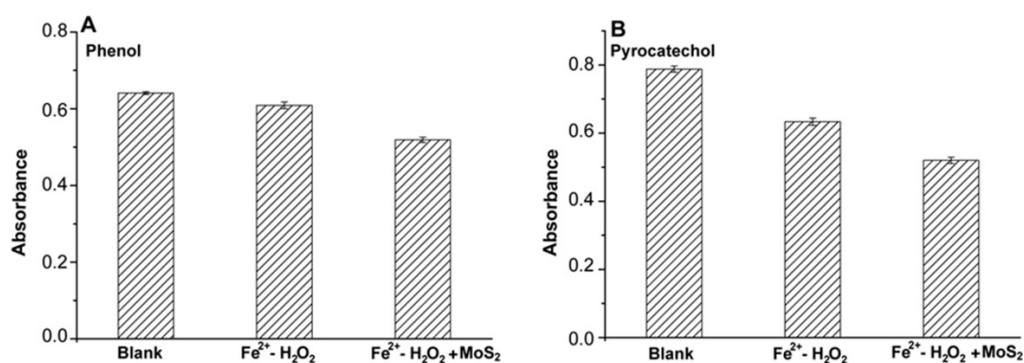 A
Phenol
Absorbance
0.8
0.6
0.4
0.2
0.0
Blank
Fe²⁺- H₂O₂
Fe²⁺- H₂O₂ +MoS₂
B
Pyrocatechol
Absorbance
0.8
0.6
0.4
0.2
0.0
Blank
Fe²⁺- H₂O₂
Fe²⁺- H₂O₂ +MoS₂